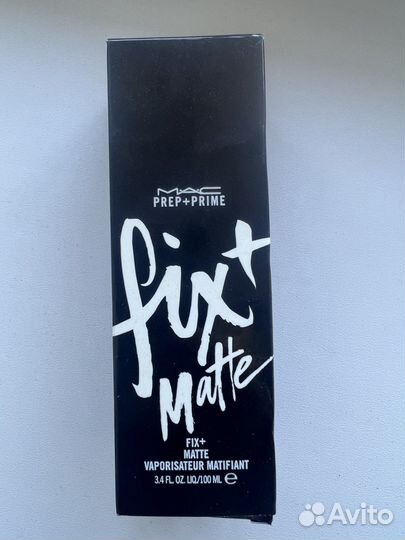 MAC
PREP+PRIME
fix+
Matte
FIX+
MATTE
VAPORISATEUR MATIFIANT
3.4 FL. OZ. LIQ./100 ML ℮
Avito